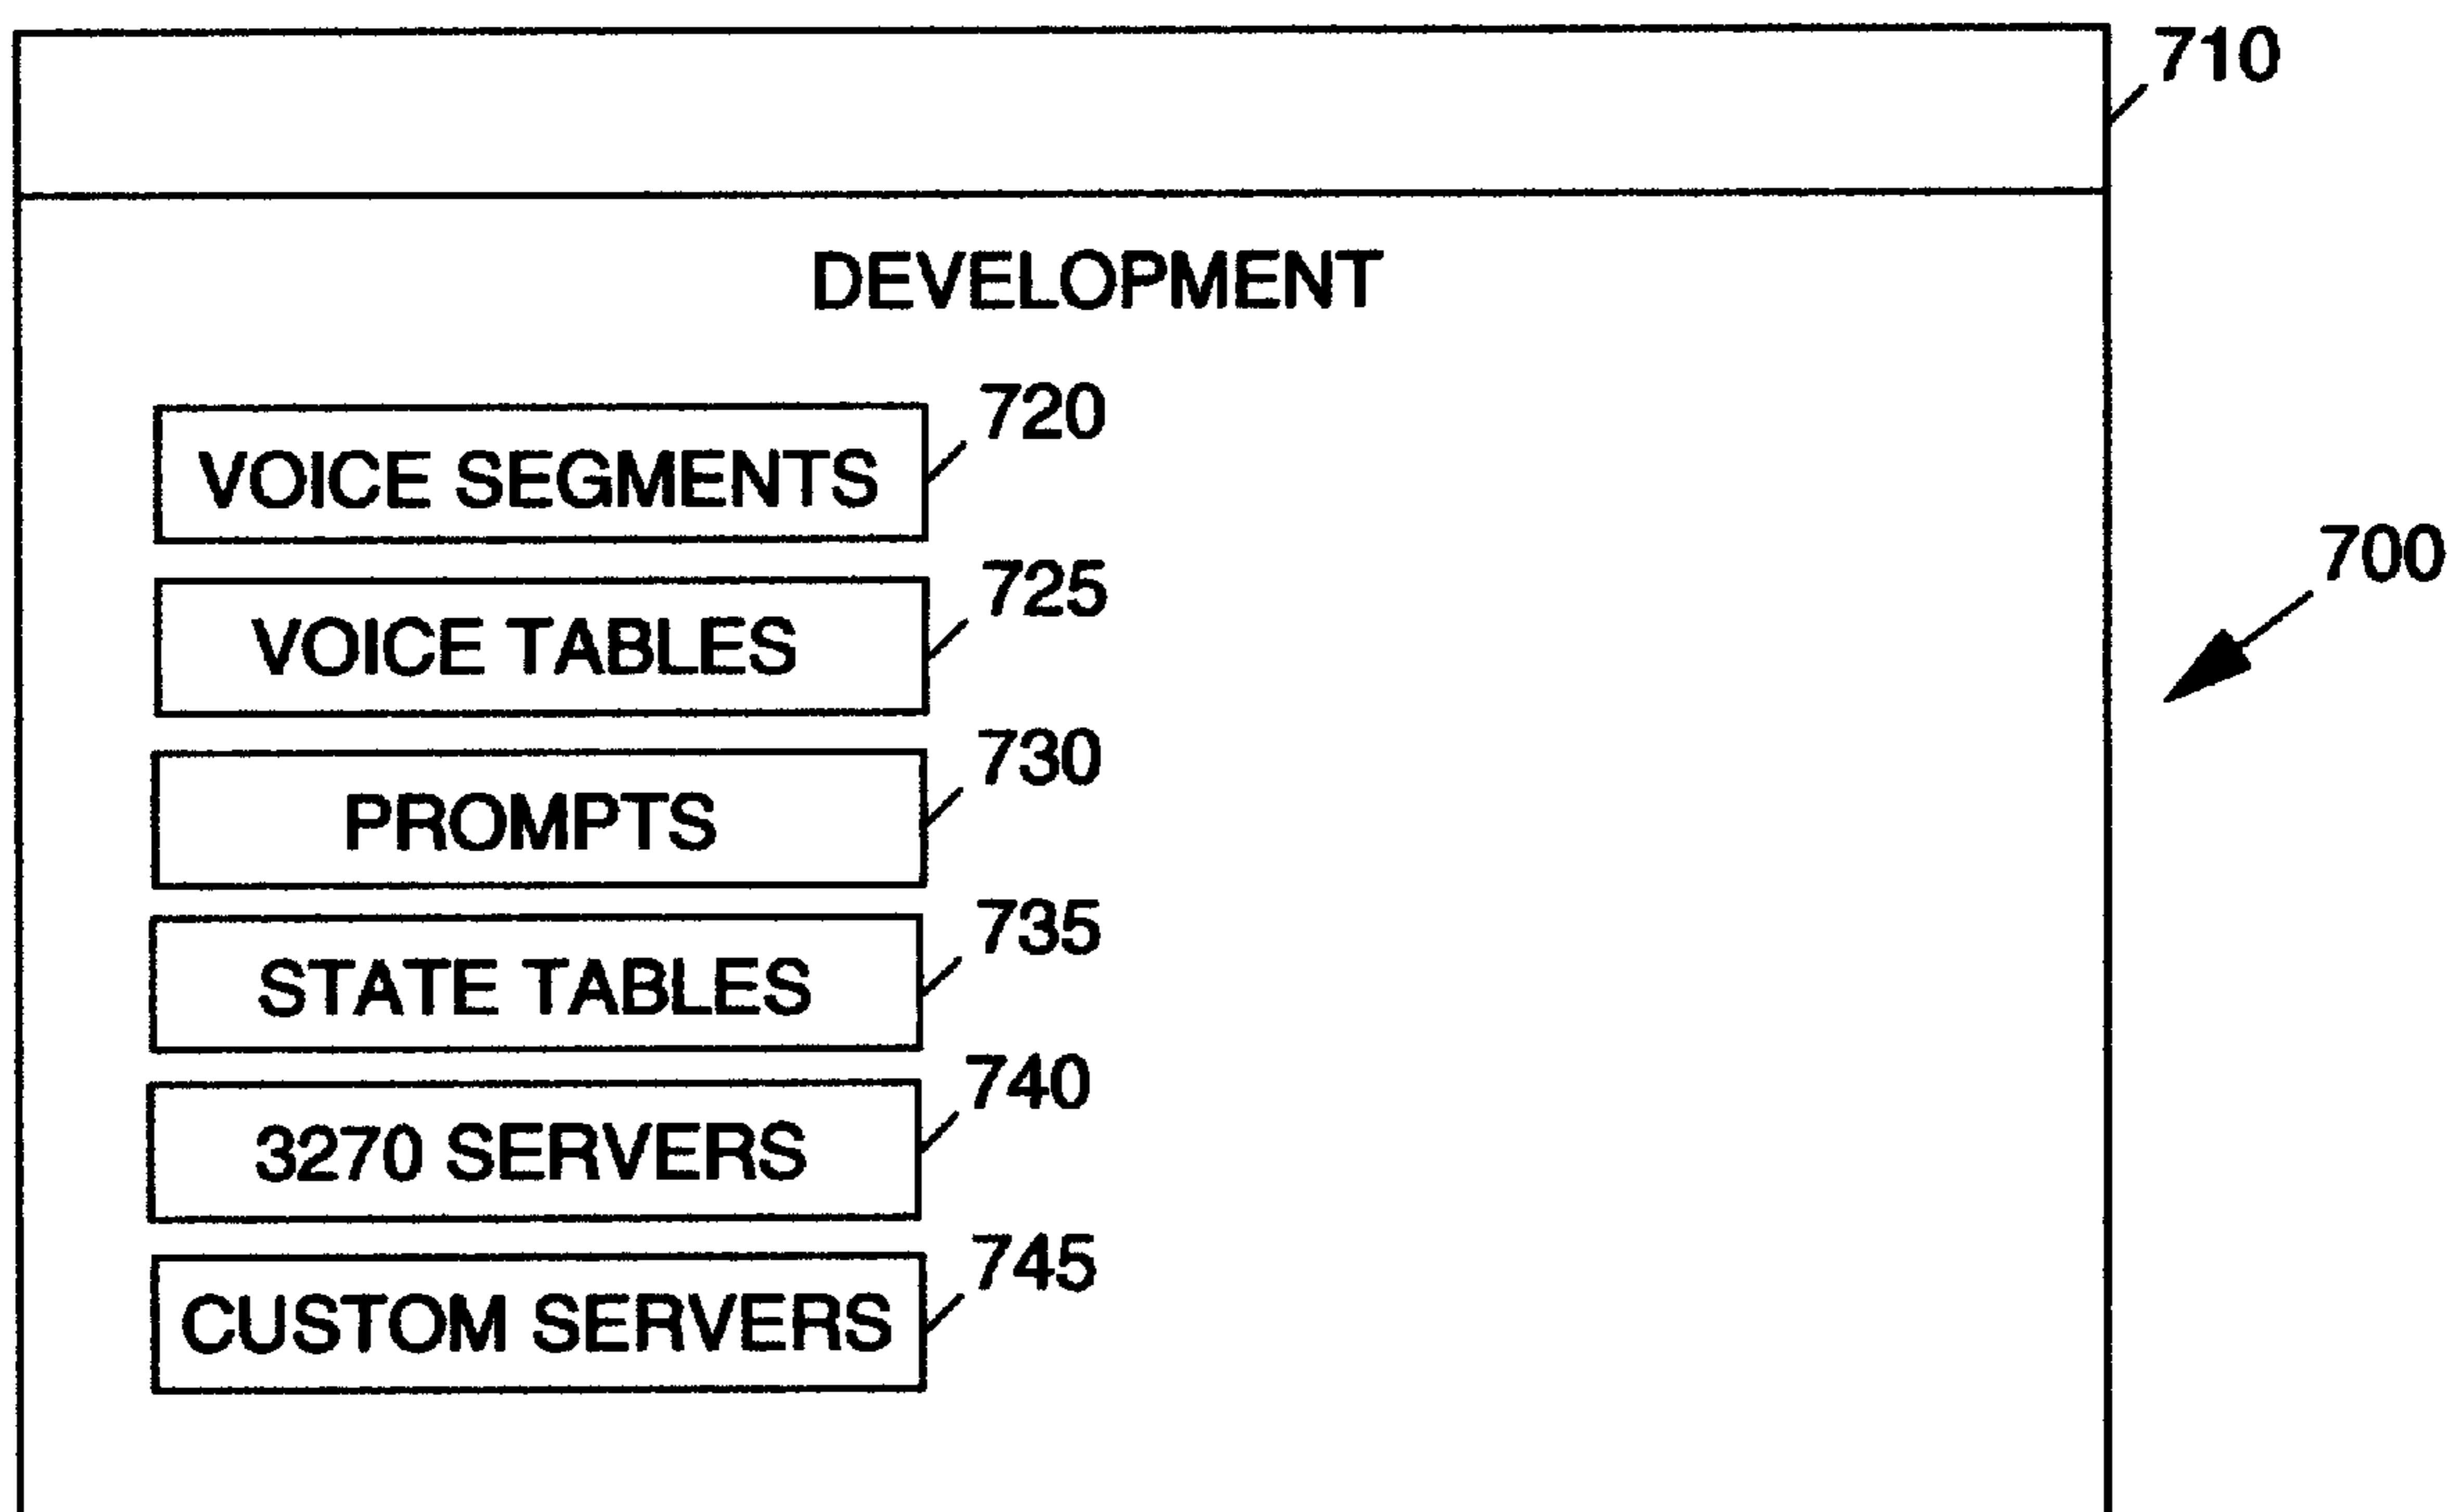 710
DEVELOPMENT
720
VOICE SEGMENTS
700
725
VOICE TABLES
730
PROMPTS
735
STATE TABLES
740
3270 SERVERS
745
CUSTOM SERVERS